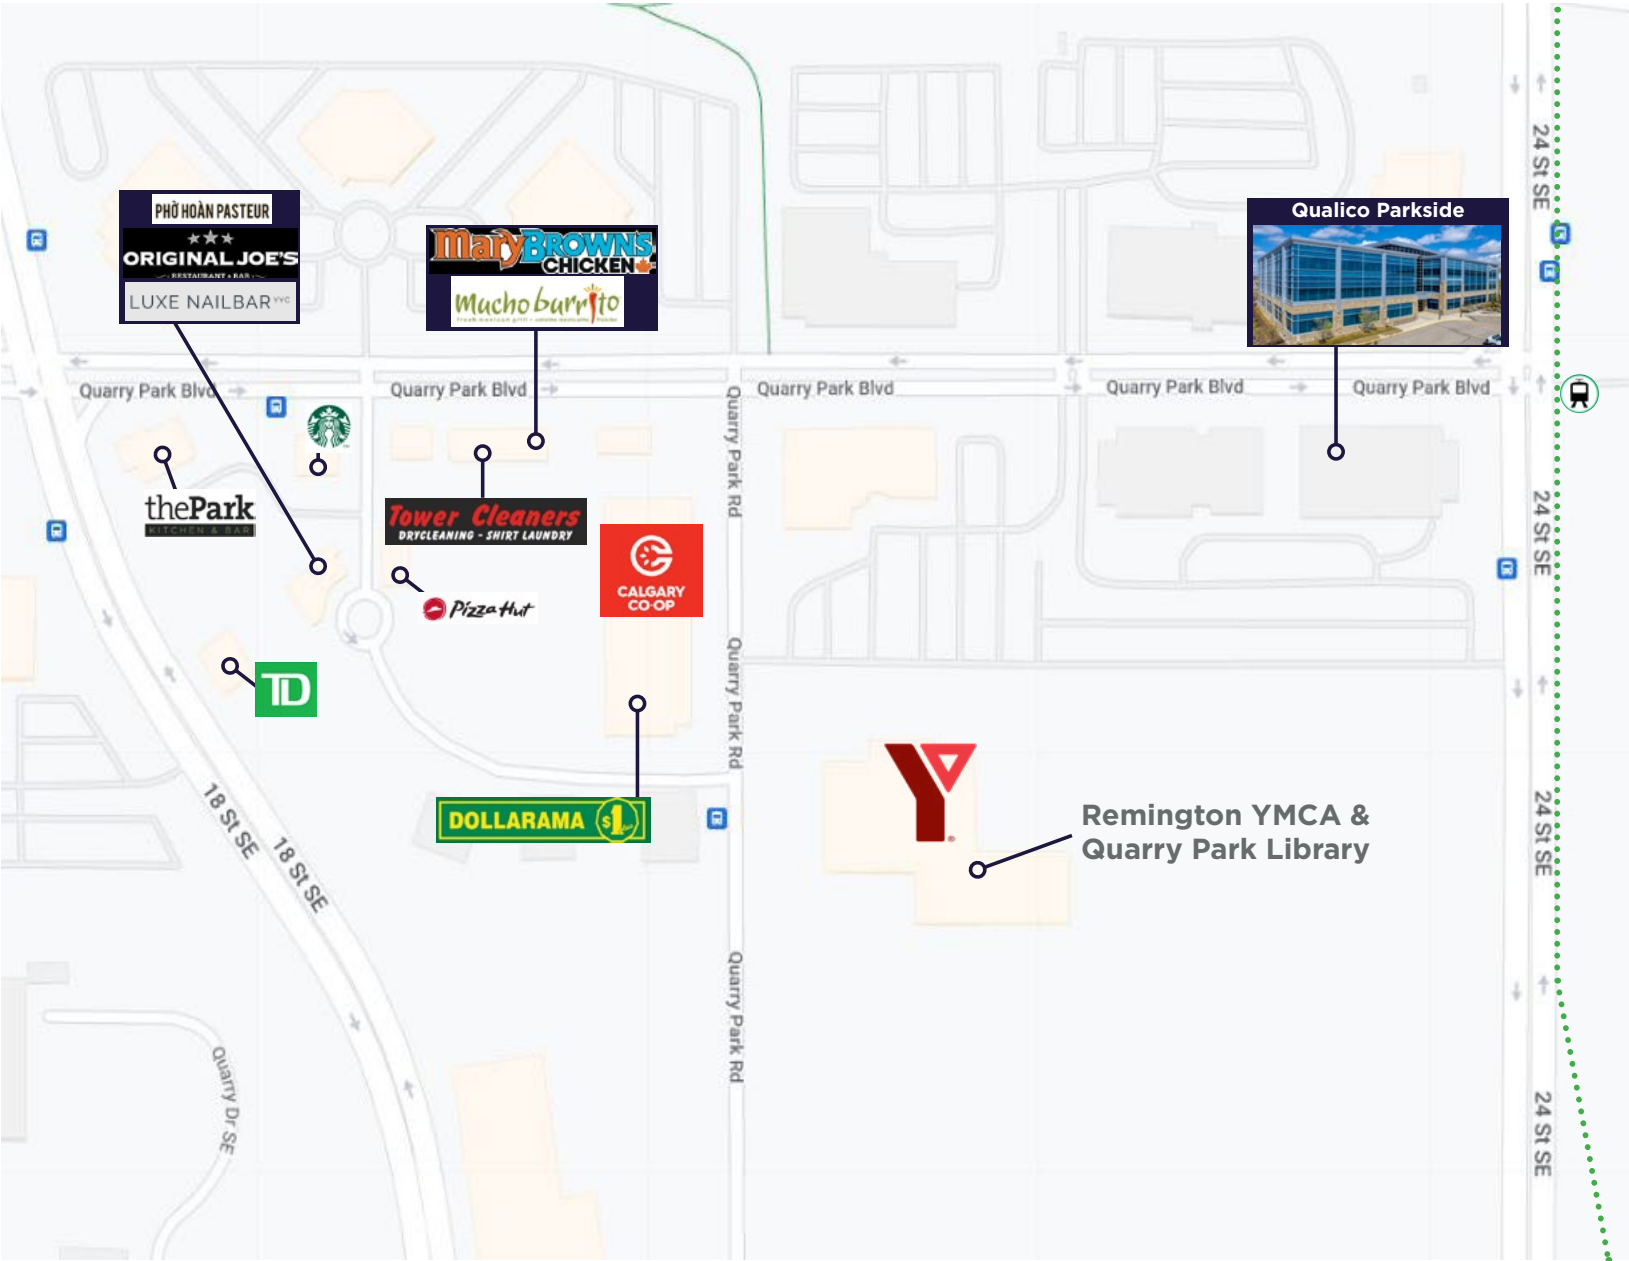 24 St SE
PHỞ HOÀN PASTEUR
ORIGINAL JOE'S
RESTAURANT & BAR
LUXE NAILBAR YYC
MaryBROWN'S
CHICKEN
Mucho burrito
Qualico Parkside
Quarry Park Blvd
Quarry Park Blvd
Quarry Park Blvd
Quarry Park Blvd
Quarry Park Blvd
Quarry Park Rd
thePark
KITCHEN & BAR
Tower Cleaners
DRYCLEANING - SHIRT LAUNDRY
CALGARY
CO-OP
Pizza Hut
24 St SE
TD
Quarry Park Rd
DOLLARAMA $1
18 St SE
18 St SE
Y
Remington YMCA &
Quarry Park Library
24 St SE
Quarry Park Rd
Quarry Dr SE
24 St SE